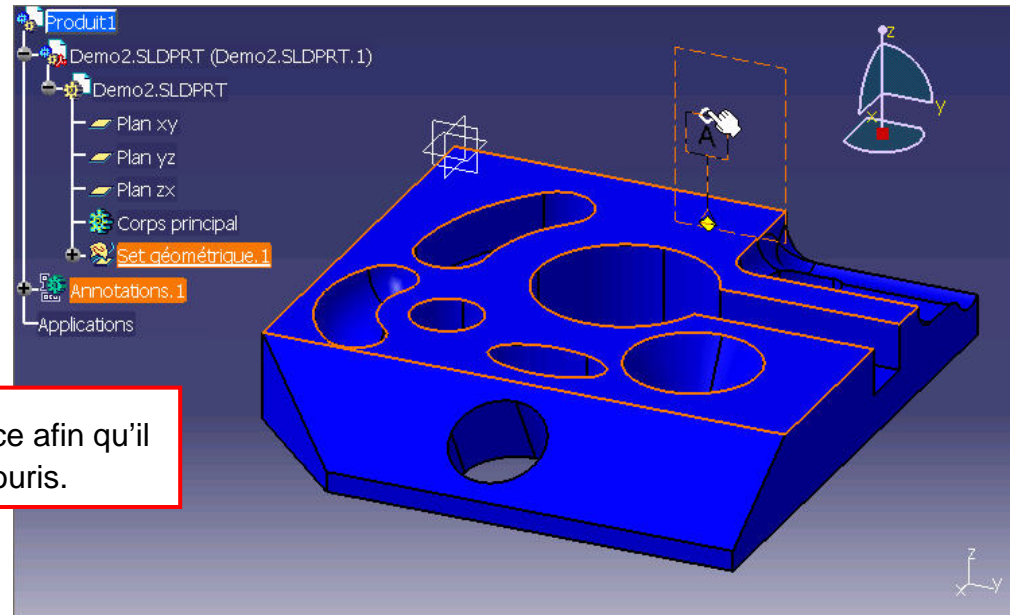 Produit1
Demo2.SLDPRT (Demo2.SLDPRT.1)
Demo2.SLDPRT
Plan xy
Plan yz
Plan zx
Corps principal
Set géométrique.1
Annotations.1
Applications
A
z
y
x
ce afin qu’il
ouris.
z
x
y